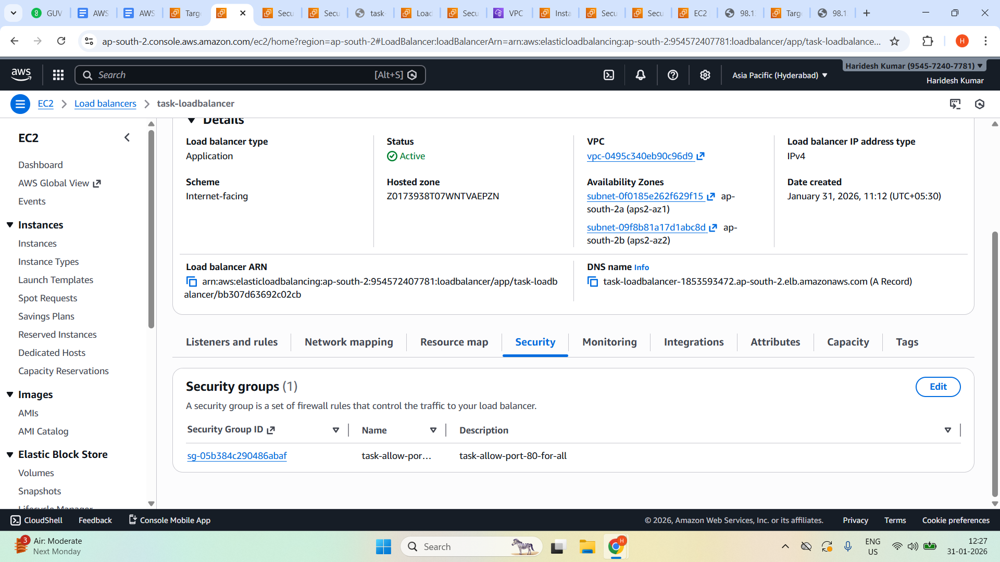 GUV
AWS
AWS
Targ
Secu
Secu
task-
Load
Secu
VPC
Insta
Secu
Secu
EC2
98.1
Targ
98.1
ap-south-2.console.aws.amazon.com/ec2/home?region=ap-south-2#LoadBalancer:loadBalancerArn=arn:aws:elasticloadbalancing:ap-south-2:954572407781:loadbalancer/app/task-loadbalance...
H
aws
Search
[Alt+S]
Asia Pacific (Hyderabad)
Haridesh Kumar (9545-7240-7781)
Haridesh Kumar
EC2
Load balancers
task-loadbalancer
EC2
Dashboard
AWS Global View
Events
Instances
Instances
Instance Types
Launch Templates
Spot Requests
Savings Plans
Reserved Instances
Dedicated Hosts
Capacity Reservations
Images
AMIs
AMI Catalog
Elastic Block Store
Volumes
Snapshots
Lifecycle Manager
Details
Load balancer type
Application
Status
Active
VPC
vpc-0495c340eb90c96d9
Load balancer IP address type
IPv4
Scheme
Internet-facing
Hosted zone
Z0173938T07WNTVAEPZN
Availability Zones
subnet-0f0185e262f629f15 ap-
south-2a (aps2-az1)
subnet-09f8b81a17d1abc8d ap-
south-2b (aps2-az2)
Date created
January 31, 2026, 11:12 (UTC+05:30)
Load balancer ARN
arn:aws:elasticloadbalancing:ap-south-2:954572407781:loadbalancer/app/task-loadb
alancer/bb307d63692c02cb
DNS name Info
task-loadbalancer-1853593472.ap-south-2.elb.amazonaws.com (A Record)
Listeners and rules
Network mapping
Resource map
Security
Monitoring
Integrations
Attributes
Capacity
Tags
Security groups (1)
Edit
A security group is a set of firewall rules that control the traffic to your load balancer.
Security Group ID
Name
Description
sg-05b384c290486abaf
task-allow-por...
task-allow-port-80-for-all
CloudShell
Feedback
Console Mobile App
© 2026, Amazon Web Services, Inc. or its affiliates.
Privacy
Terms
Cookie preferences
3
Air: Moderate
Next Monday
Search
H
ENG
US
12:27
31-01-2026